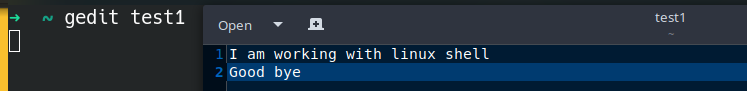 → ~ gedit test1
Open
test1
~
1 I am working with linux shell
2 Good bye